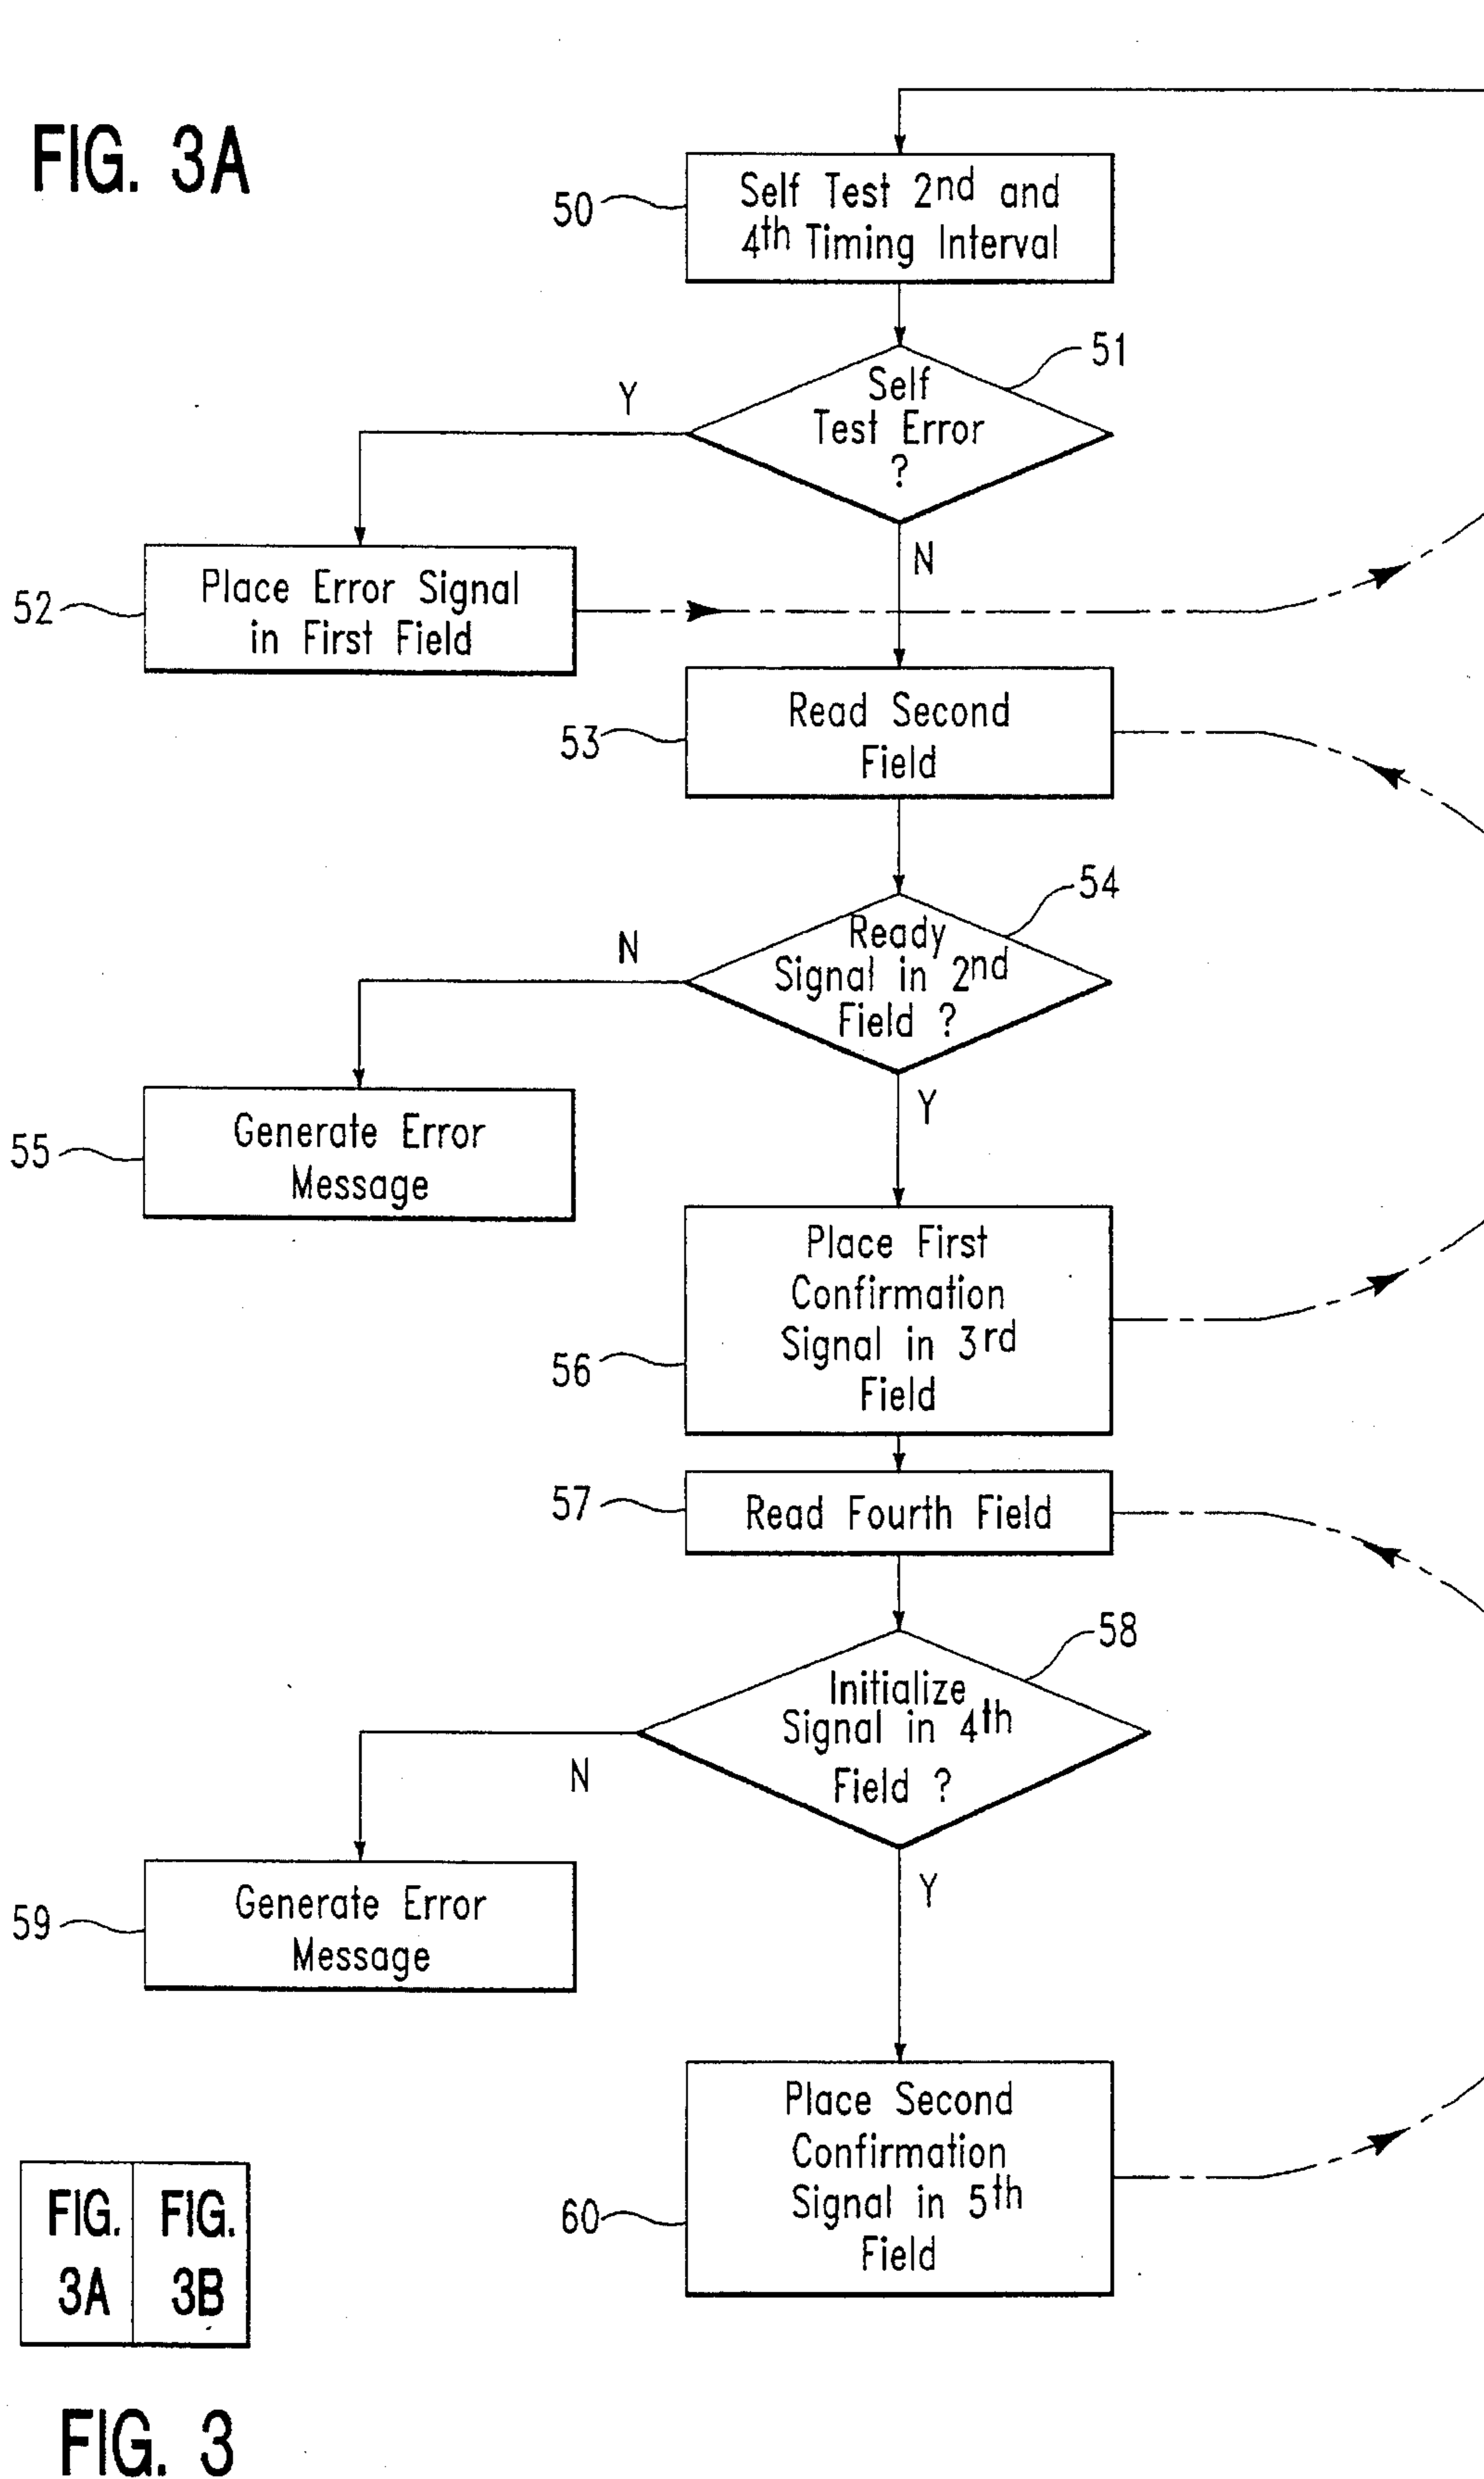 FIG. 3A
50
Self Test 2nd and
4th Timing Interval
51
Self
Test Error
?
Y
N
52
Place Error Signal
in First Field
53
Read Second
Field
54
Ready
Signal in 2nd
Field ?
N
Y
55
Generate Error
Message
56
Place First
Confirmation
Signal in 3rd
Field
57
Read Fourth Field
58
Initialize
Signal in 4th
Field ?
N
Y
59
Generate Error
Message
60
Place Second
Confirmation
Signal in 5th
Field
FIG.
3A
FIG.
3B
FIG. 3